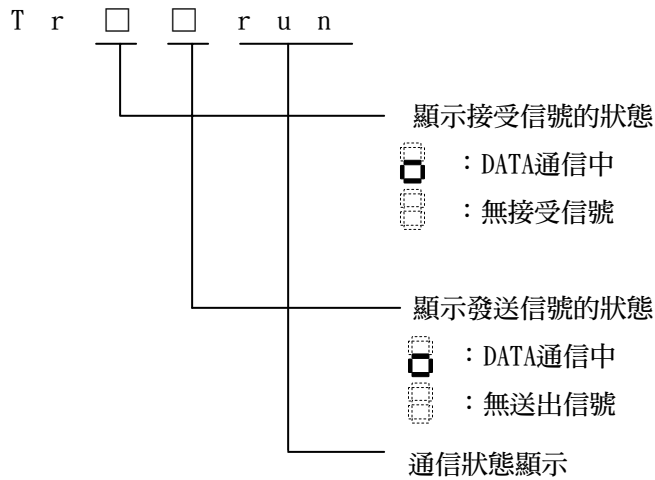 Tr □ □ run
顯示接受信號的狀態
：DATA通信中
：無接受信號
顯示發送信號的狀態
：DATA通信中
：無送出信號
通信狀態顯示